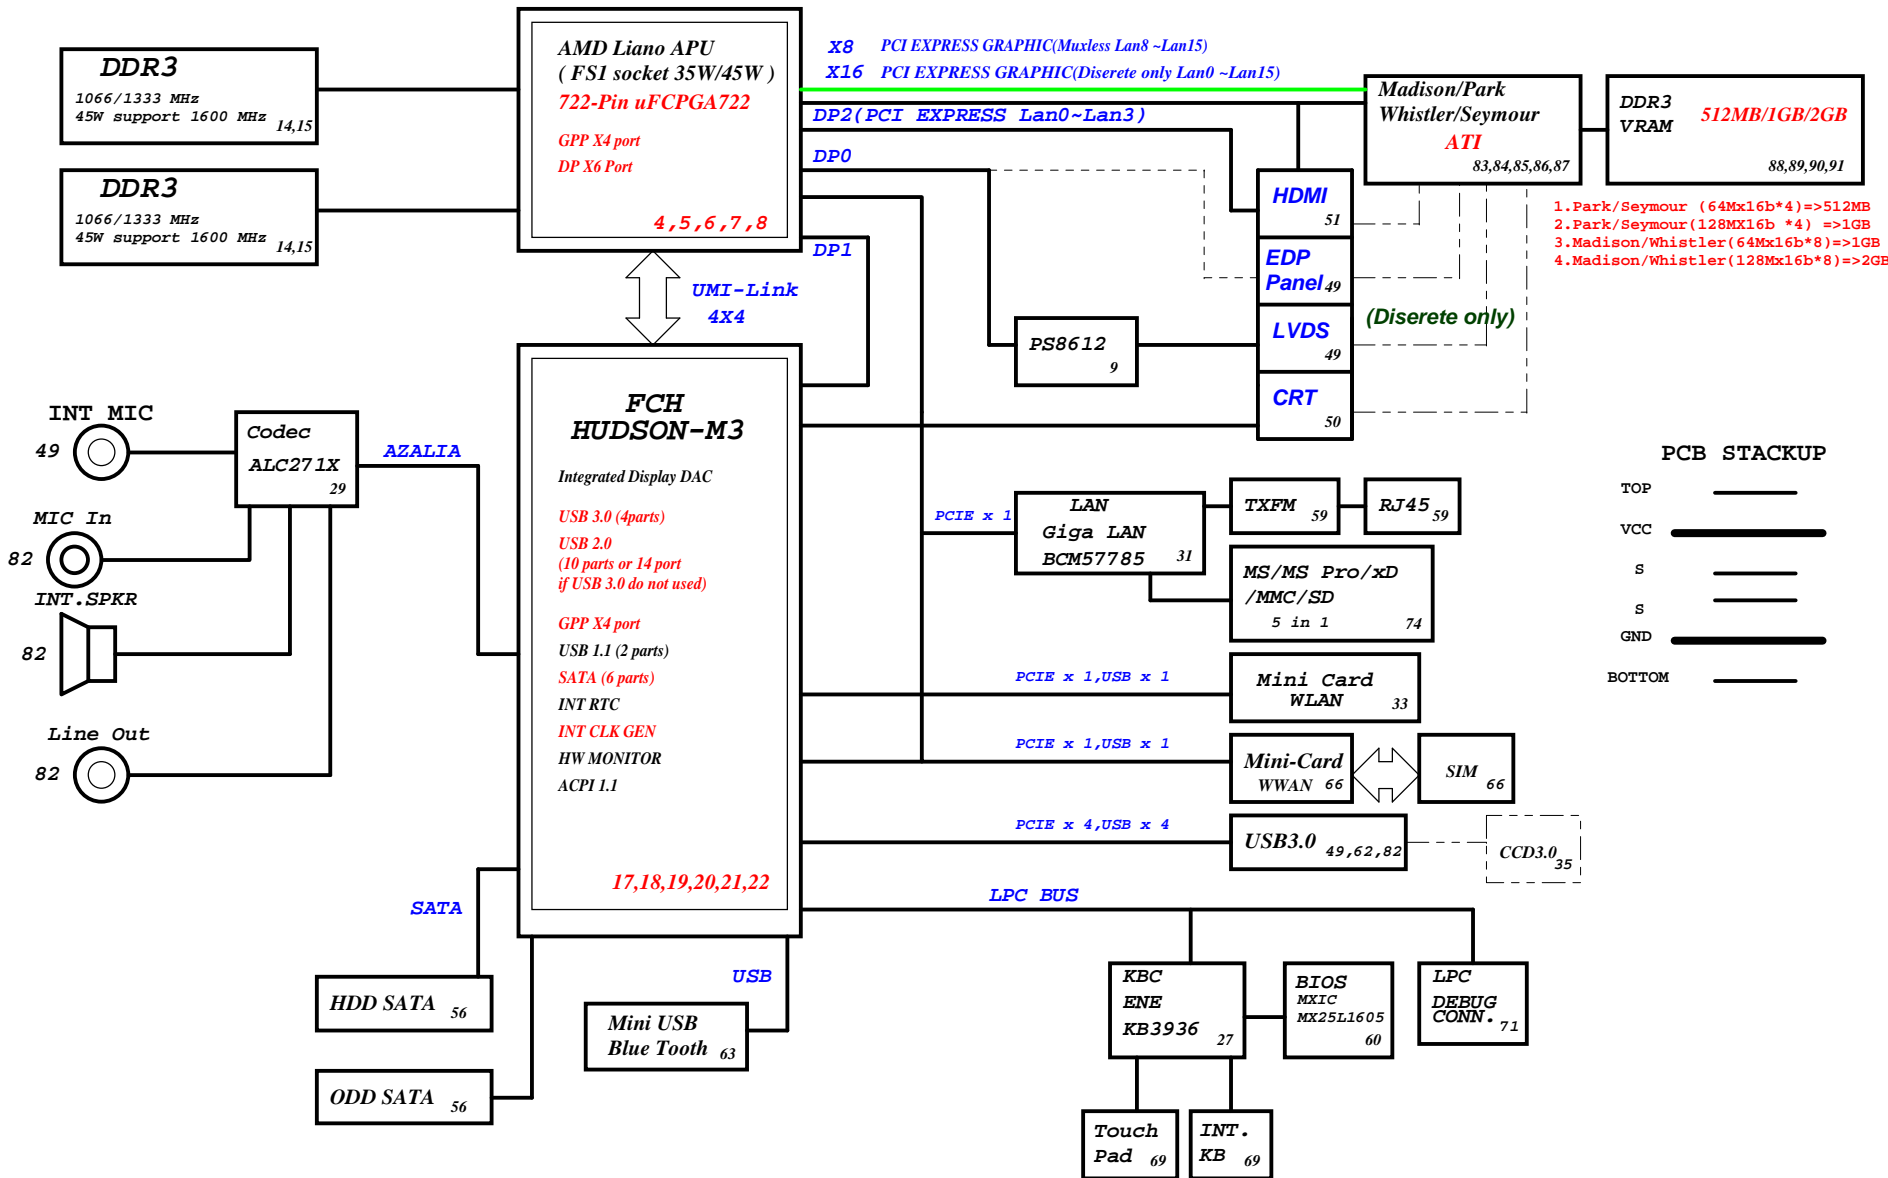 DDR3
1066/1333 MHz
45W support 1600 MHz
14,15
DDR3
1066/1333 MHz
45W support 1600 MHz
14,15
AMD Liano APU
( FS1 socket 35W/45W )
722-Pin uFCPGA722
GPP X4 port
DP X6 Port
4,5,6,7,8
X8 PCI EXPRESS GRAPHIC(Muxless Lan8 ~Lan15)
X16 PCI EXPRESS GRAPHIC(Diserete only Lan0 ~Lan15)
DP2(PCI EXPRESS Lan0~Lan3)
DP0
DP1
Madison/Park
Whistler/Seymour
ATI
83,84,85,86,87
DDR3
VRAM
512MB/1GB/2GB
88,89,90,91
1.Park/Seymour (64Mx16b*4)=>512MB
2.Park/Seymour(128MX16b *4) =>1GB
3.Madison/Whistler(64Mx16b*8)=>1GB
4.Madison/Whistler(128Mx16b*8)=>2GB
HDMI
51
EDP
Panel
49
LVDS
49
CRT
50
(Diserete only)
PS8612
9
UMI-Link
4X4
FCH
HUDSON-M3
Integrated Display DAC
USB 3.0 (4parts)
USB 2.0
(10 parts or 14 port
if USB 3.0 do not used)
GPP X4 port
USB 1.1 (2 parts)
SATA (6 parts)
INT RTC
INT CLK GEN
HW MONITOR
ACPI 1.1
17,18,19,20,21,22
INT MIC
49
MIC In
82
INT.SPKR
82
Line Out
82
Codec
ALC271X
29
AZALIA
PCIE x 1
LAN
Giga LAN
BCM57785
31
TXFM
59
RJ45
59
MS/MS Pro/xD
/MMC/SD
5 in 1
74
PCIE x 1,USB x 1
Mini Card
WLAN
33
PCIE x 1,USB x 1
Mini-Card
WWAN
66
SIM
66
PCIE x 4,USB x 4
USB3.0
49,62,82
CCD3.0
35
PCB STACKUP
TOP
VCC
S
S
GND
BOTTOM
SATA
HDD SATA
56
ODD SATA
56
USB
Mini USB
Blue Tooth
63
LPC BUS
KBC
ENE
KB3936
27
BIOS
MXIC
MX25L1605
60
LPC
DEBUG
CONN.
71
Touch
Pad
69
INT.
KB
69